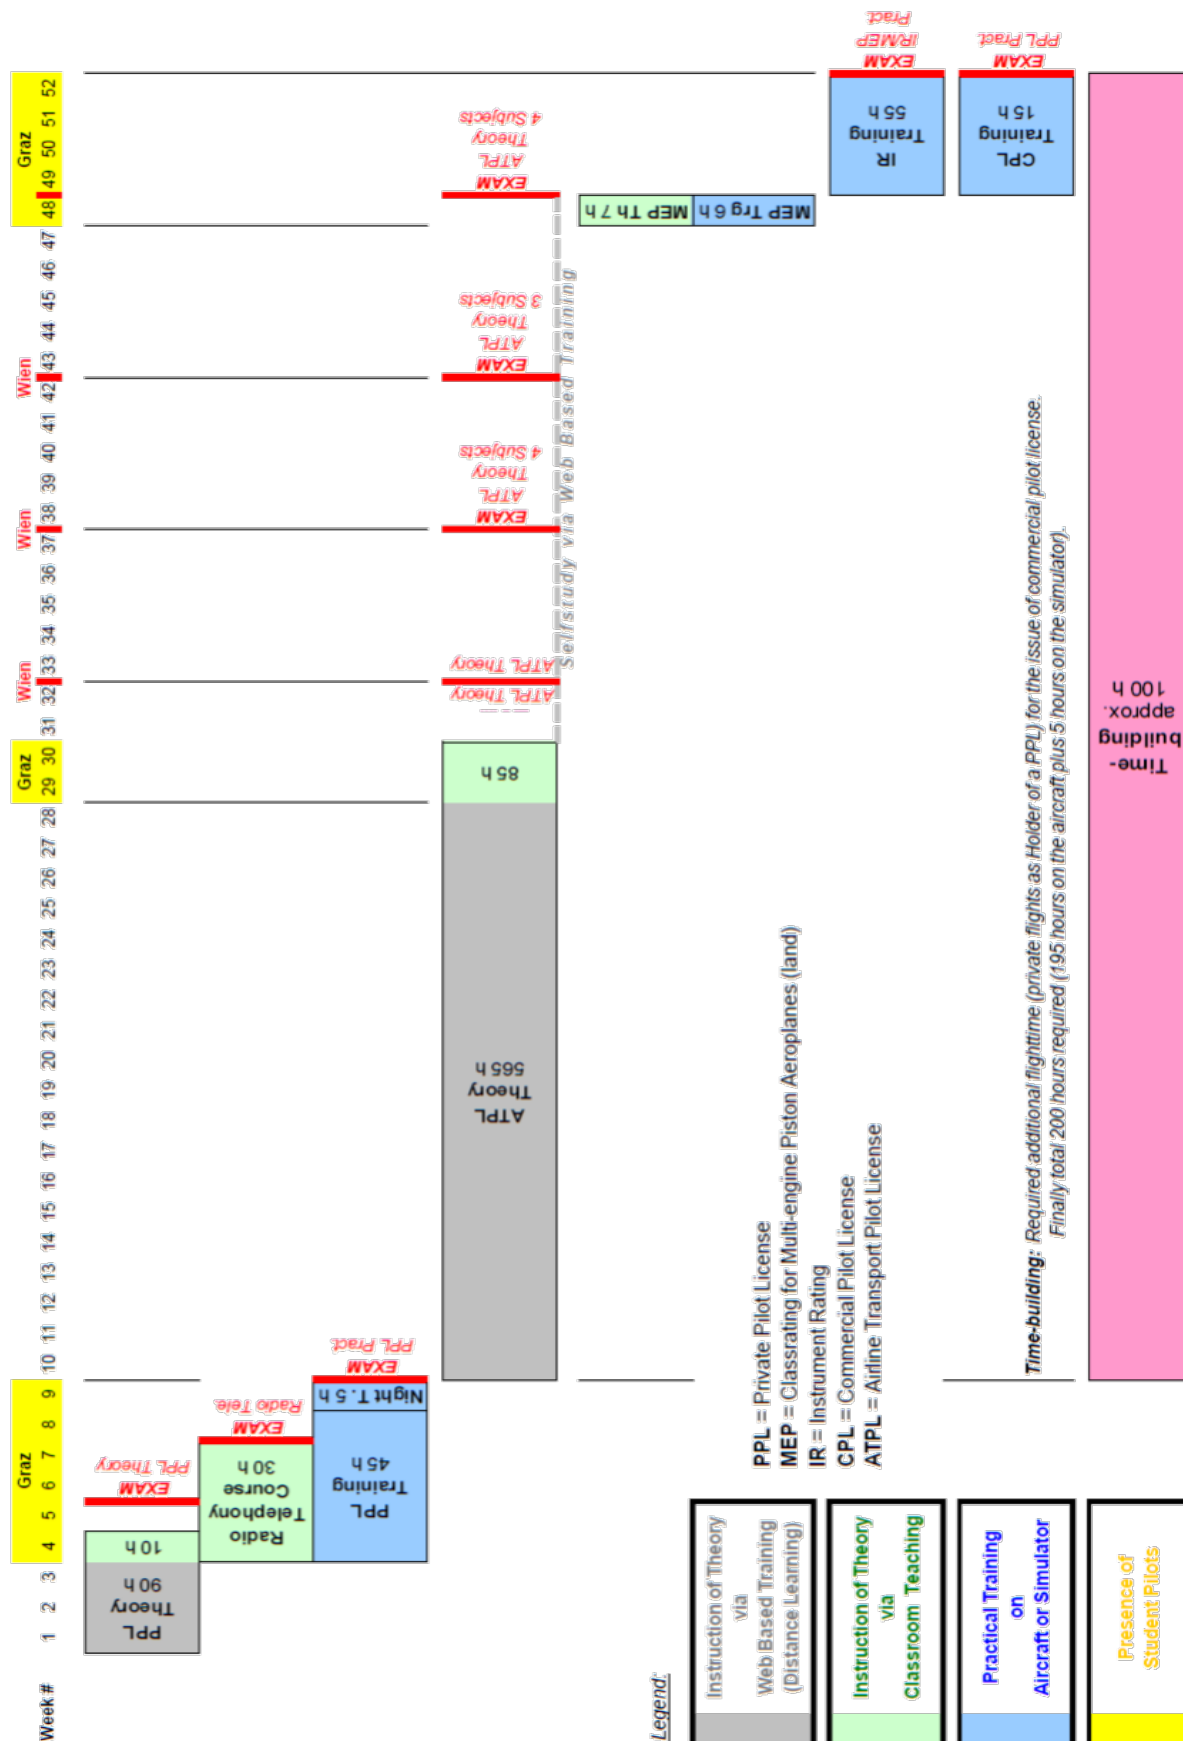 Graz
Graz
Wien
Wien
Wien
Graz
Week #
1 2 3 4 5 6 7 8 9 10 11 12 13 14 15 16 17 18 19 20 21 22 23 24 25 26 27 28 29 30 31 32 33 34 35 36 37 38 39 40 41 42 43 44 45 46 47 48 49 50 51 52
PPL
Theory
90 h
10 h
EXAM
PPL Theory
Radio
Telephony
Course
30 h
EXAM
Radio Tele.
PPL
Training
45 h
Night T. 5 h
EXAM
PPL Pract.
ATPL
Theory
565 h
85 h
ATPL Theory
ATPL Theory
EXAM
ATPL
Theory
4 Subjects
EXAM
ATPL
Theory
3 Subjects
EXAM
ATPL
Theory
4 Subjects
Selfstudy via Web Based Training
MEP Th 7 h
MEP Trg 6 h
IR
Training
55 h
EXAM
IR/MEP
Pract.
CPL
Training
15 h
EXAM
PPL Pract.
Time-
building
approx.
100 h
PPL = Private Pilot License
MEP = Classrating for Multi-engine Piston Aeroplanes (land)
IR = Instrument Rating
CPL = Commercial Pilot License
ATPL = Airline Transport Pilot License
Time-building: Required additional flighttime (private flights as Holder of a PPL) for the issue of commercial pilot license.
Finally total 200 hours required (195 hours on the aircraft plus 5 hours on the simulator).
Legend:
Instruction of Theory
via
Web Based Training
(Distance Learning)
Instruction of Theory
via
Classroom Teaching
Practical Training
on
Aircraft or Simulator
Presence of
Student Pilots